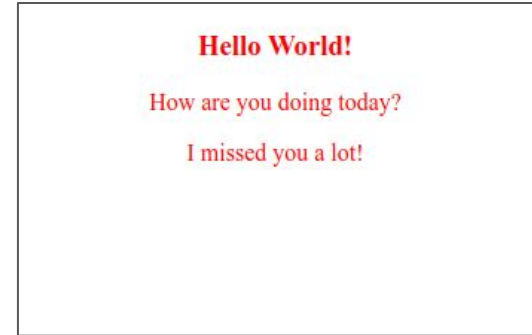 Hello World!
How are you doing today?
I missed you a lot!